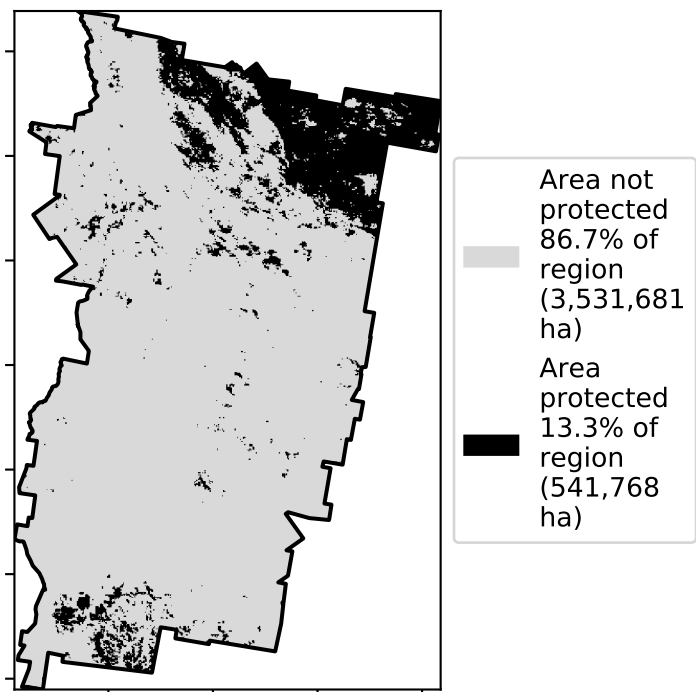 Area not
protected
86.7% of
region
(3,531,681
ha)
Area
protected
13.3% of
region
(541,768
ha)